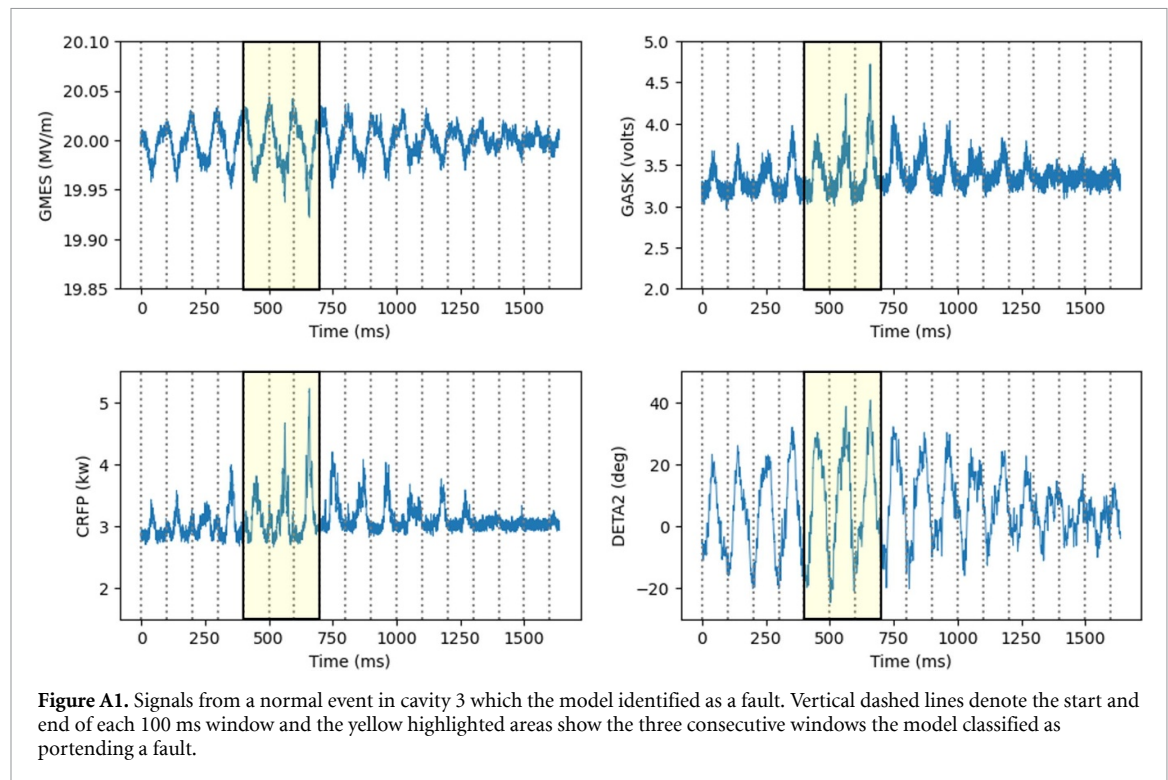 20.10
20.05
20.00
19.95
19.90
19.85
GMES (MV/m)
0 250 500 750 1000 1250 1500
Time (ms)
5.0
4.5
4.0
3.5
3.0
2.5
2.0
GASK (volts)
0 250 500 750 1000 1250 1500
Time (ms)
5
4
3
2
CRFP (kw)
0 250 500 750 1000 1250 1500
Time (ms)
40
20
0
−20
DETA2 (deg)
0 250 500 750 1000 1250 1500
Time (ms)
Figure A1. Signals from a normal event in cavity 3 which the model identified as a fault. Vertical dashed lines denote the start and
end of each 100 ms window and the yellow highlighted areas show the three consecutive windows the model classified as
portending a fault.